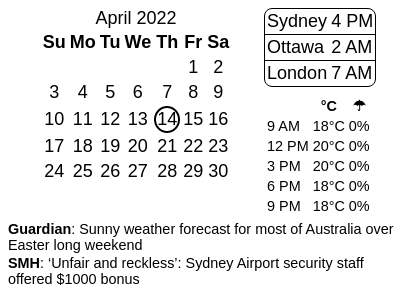 April 2022
Su Mo Tu We Th Fr Sa
1 2
3 4 5 6 7 8 9
10 11 12 13 14 15 16
17 18 19 20 21 22 23
24 25 26 27 28 29 30
Sydney 4 PM
Ottawa 2 AM
London 7 AM
°C ☂
9 AM 18°C 0%
12 PM 20°C 0%
3 PM 20°C 0%
6 PM 18°C 0%
9 PM 18°C 0%
Guardian: Sunny weather forecast for most of Australia over
Easter long weekend
SMH: ‘Unfair and reckless’: Sydney Airport security staff
offered $1000 bonus